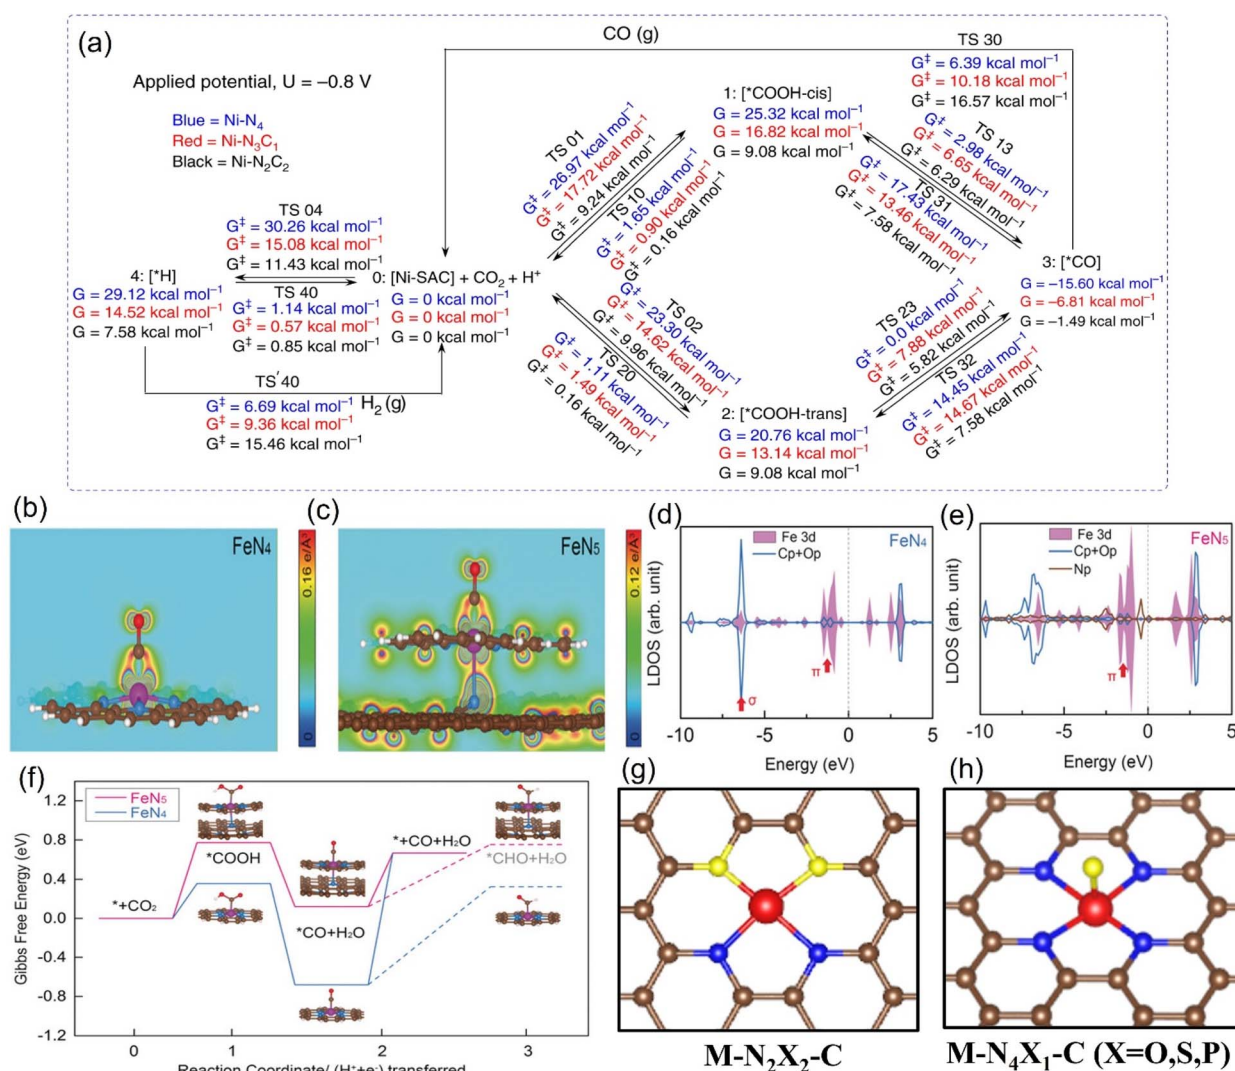 (a)
CO (g)
TS 30
G‡ = 6.39 kcal mol⁻¹
G‡ = 10.18 kcal mol⁻¹
G‡ = 16.57 kcal mol⁻¹
Applied potential, U = −0.8 V
Blue = Ni-N₄
Red = Ni-N₃C₁
Black = Ni-N₂C₂
1: [*COOH-cis]
G = 25.32 kcal mol⁻¹
G = 16.82 kcal mol⁻¹
G = 9.08 kcal mol⁻¹
TS 01
G‡ = 26.97 kcal mol⁻¹
G‡ = 17.72 kcal mol⁻¹
G‡ = 9.24 kcal mol⁻¹
TS 10
G‡ = 1.65 kcal mol⁻¹
G‡ = 0.90 kcal mol⁻¹
G‡ = 0.16 kcal mol⁻¹
TS 13
G‡ = 2.98 kcal mol⁻¹
G‡ = 6.65 kcal mol⁻¹
G‡ = 6.29 kcal mol⁻¹
TS 31
G‡ = 17.43 kcal mol⁻¹
G‡ = 13.46 kcal mol⁻¹
G‡ = 7.58 kcal mol⁻¹
TS 04
G‡ = 30.26 kcal mol⁻¹
G‡ = 15.08 kcal mol⁻¹
G‡ = 11.43 kcal mol⁻¹
4: [*H]
G = 29.12 kcal mol⁻¹
G = 14.52 kcal mol⁻¹
G = 7.58 kcal mol⁻¹
TS 40
G‡ = 1.14 kcal mol⁻¹
G‡ = 0.57 kcal mol⁻¹
G‡ = 0.85 kcal mol⁻¹
0: [Ni-SAC] + CO₂ + H⁺
G = 0 kcal mol⁻¹
G = 0 kcal mol⁻¹
G = 0 kcal mol⁻¹
3: [*CO]
G = −15.60 kcal mol⁻¹
G = −6.81 kcal mol⁻¹
G = −1.49 kcal mol⁻¹
TS 02
G‡ = 23.30 kcal mol⁻¹
G‡ = 14.62 kcal mol⁻¹
G‡ = 9.96 kcal mol⁻¹
TS 20
G‡ = 1.11 kcal mol⁻¹
G‡ = 1.49 kcal mol⁻¹
G‡ = 0.16 kcal mol⁻¹
TS 23
G‡ = 0.0 kcal mol⁻¹
G‡ = 7.88 kcal mol⁻¹
G‡ = 5.82 kcal mol⁻¹
TS 32
G‡ = 14.45 kcal mol⁻¹
G‡ = 14.67 kcal mol⁻¹
G‡ = 7.58 kcal mol⁻¹
TS′40
H₂ (g)
G‡ = 6.69 kcal mol⁻¹
G‡ = 9.36 kcal mol⁻¹
G‡ = 15.46 kcal mol⁻¹
2: [*COOH-trans]
G = 20.76 kcal mol⁻¹
G = 13.14 kcal mol⁻¹
G = 9.08 kcal mol⁻¹
(b)
FeN₄
0.16 e/Å³
0
(c)
FeN₅
0.12 e/Å³
0
(d)
Fe 3d
Cp+Op
FeN₄
LDOS (arb. unit)
π
σ
-10 -5 0 5
Energy (eV)
(e)
Fe 3d
Cp+Op
Np
FeN₅
LDOS (arb. unit)
π
-10 -5 0 5
Energy (eV)
(f)
FeN₅
FeN₄
Gibbs Free Energy (eV)
1.2
0.8
0.4
0.0
-0.4
-0.8
-1.2
*+CO₂
*COOH
*CO+H₂O
*+CO+H₂O
*CHO+H₂O
0 1 2 3
Reaction Coordinate/ (H⁺+e⁻) transferred
(g)
M-N₂X₂-C
(h)
M-N₄X₁-C (X=O,S,P)